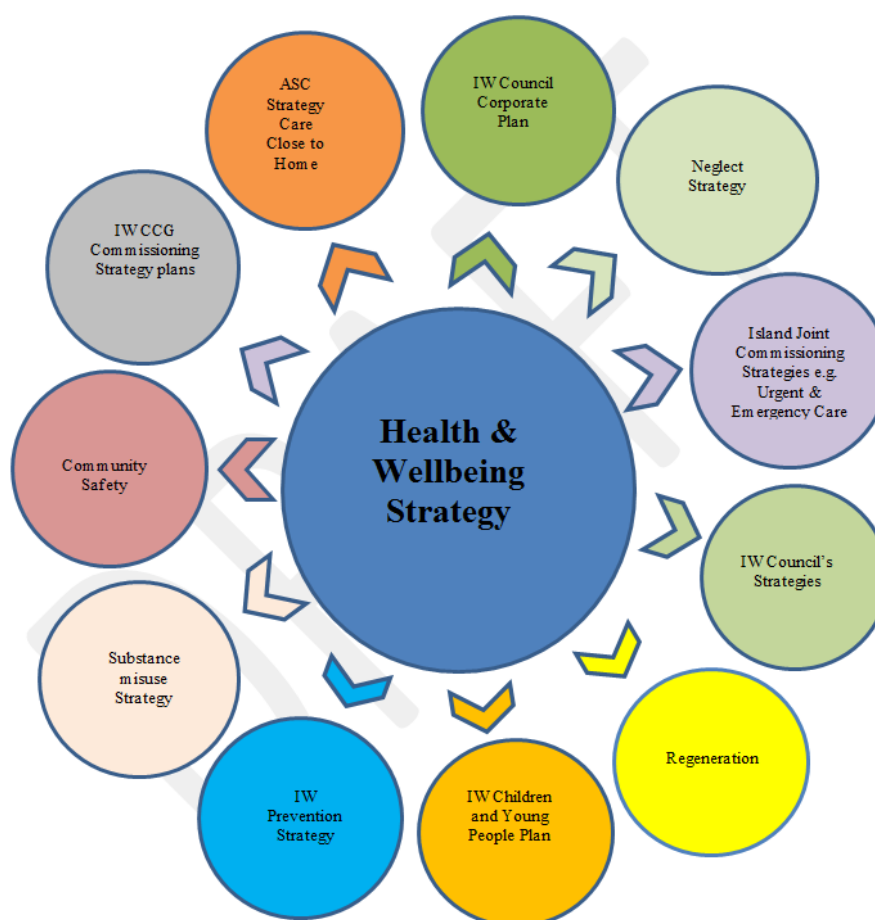 ASC
Strategy
Care
Close to
Home
IW Council
Corporate
Plan
Neglect
Strategy
IW CCG
Commissioning
Strategy plans
Island Joint
Commissioning
Strategies e.g.
Urgent &
Emergency Care
Health &
Wellbeing
Strategy
Community
Safety
IW Council's
Strategies
Substance
misuse
Strategy
Regeneration
IW
Prevention
Strategy
IW Children
and Young
People Plan
DRAFT